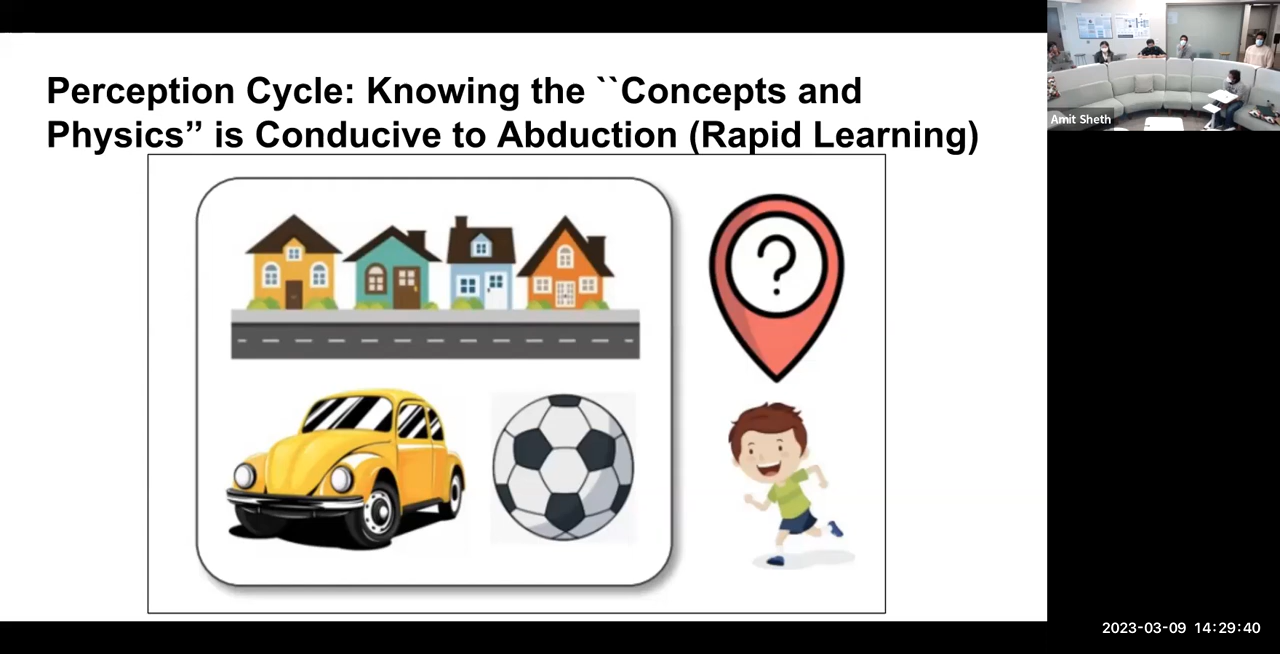 Perception Cycle: Knowing the ``Concepts and
Physics” is Conducive to Abduction (Rapid Learning)
?
Amit Sheth
2023-03-09 14:29:40